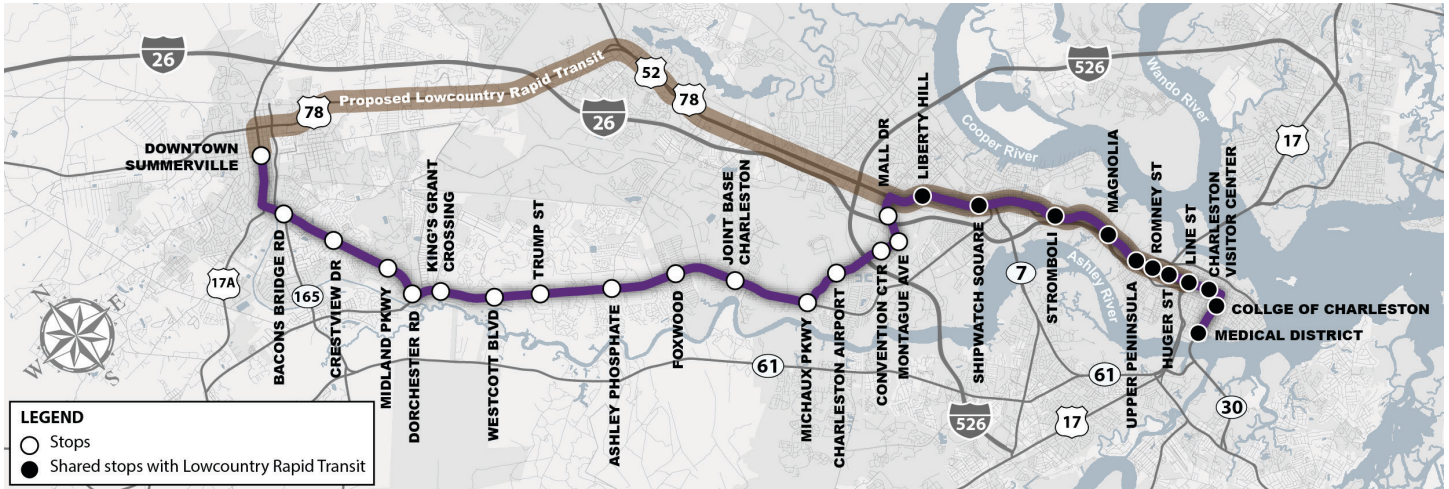 26
Proposed Lowcountry Rapid Transit
78
52
78
26
526
17
Wando River
Cooper River
Ashley River
DOWNTOWN
SUMMERVILLE
BACONS BRIDGE RD
CRESTVIEW DR
MIDLAND PKWY
DORCHESTER RD
KING'S GRANT
CROSSING
WESTCOTT BLVD
TRUMP ST
ASHLEY PHOSPHATE
FOXWOOD
JOINT BASE
CHARLESTON
MICHAUX PKWY
CHARLESTON AIRPORT
CONVENTION CTR
MONTAGUE AVE
MALL DR
LIBERTY HILL
SHIPWATCH SQUARE
STROMBOLI
MAGNOLIA
UPPER PENINSULA
ROMNEY ST
HUGER ST
LINE ST
CHARLESTON
VISITOR CENTER
COLLGE OF CHARLESTON
MEDICAL DISTRICT
17A
165
61
7
61
526
17
30
N
E
S
W
LEGEND
Stops
Shared stops with Lowcountry Rapid Transit